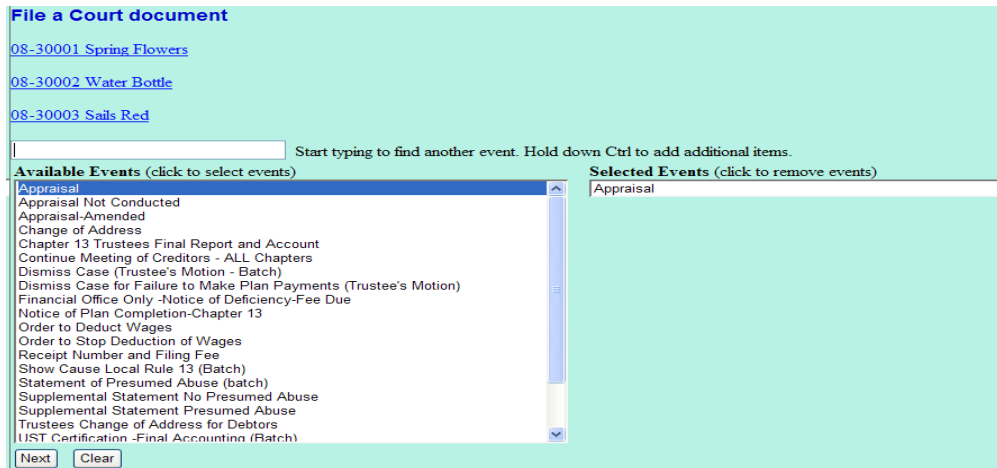 File a Court document
08-30001 Spring Flowers
08-30002 Water Bottle
08-30003 Sails Red
Start typing to find another event. Hold down Ctrl to add additional items.
Available Events (click to select events)
Selected Events (click to remove events)
Appraisal
Appraisal
Appraisal Not Conducted
Appraisal-Amended
Change of Address
Chapter 13 Trustees Final Report and Account
Continue Meeting of Creditors - ALL Chapters
Dismiss Case (Trustee's Motion - Batch)
Dismiss Case for Failure to Make Plan Payments (Trustee's Motion)
Financial Office Only -Notice of Deficiency-Fee Due
Notice of Plan Completion-Chapter 13
Order to Deduct Wages
Order to Stop Deduction of Wages
Receipt Number and Filing Fee
Show Cause Local Rule 13 (Batch)
Statement of Presumed Abuse (batch)
Supplemental Statement No Presumed Abuse
Supplemental Statement Presumed Abuse
Trustees Change of Address for Debtors
UST Certification -Final Accounting (Batch)
Next Clear